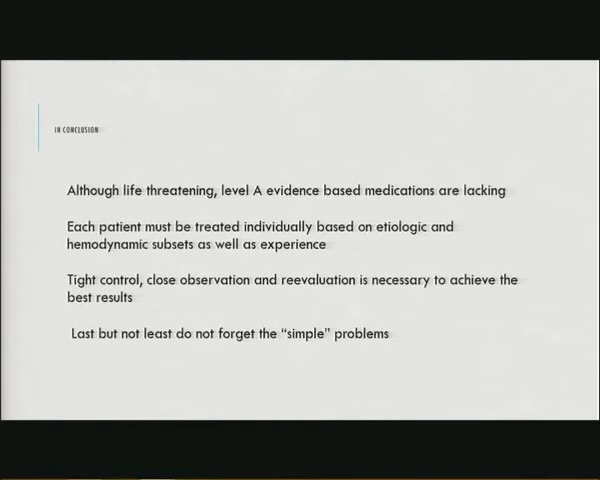 IN CONCLUSION
Although life threatening, level A evidence based medications are lacking
Each patient must be treated individually based on etiologic and
hemodynamic subsets as well as experience
Tight control, close observation and reevaluation is necessary to achieve the
best results
Last but not least do not forget the “simple” problems